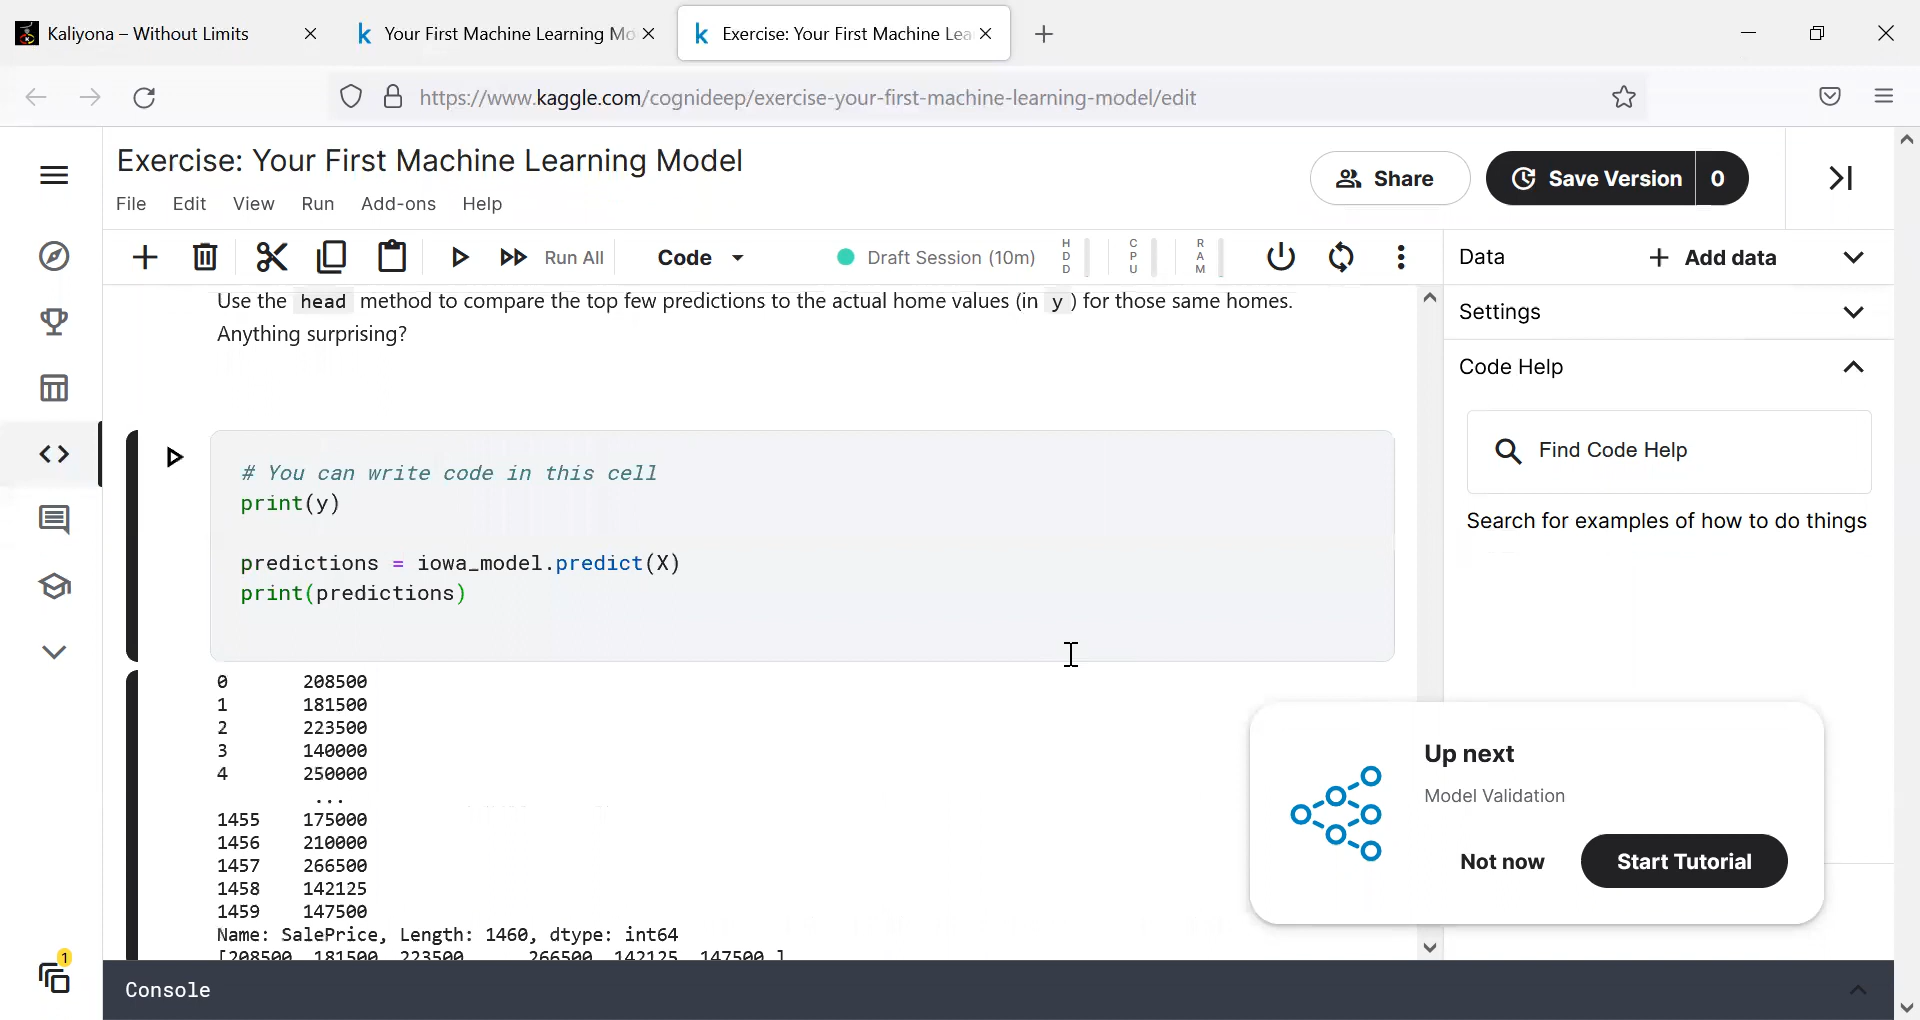 Kaliyona – Without Limits
Your First Machine Learning Mo
Exercise: Your First Machine Lea
https://www.kaggle.com/cognideep/exercise-your-first-machine-learning-model/edit
Exercise: Your First Machine Learning Model
File Edit View Run Add-ons Help
Share
Save Version 0
Run All
Code
Draft Session (10m)
HDD
CPU
RAM
Data
Add data
Settings
Code Help
Find Code Help
Search for examples of how to do things
Use the head method to compare the top few predictions to the actual home values (in y ) for those same homes.
Anything surprising?
# You can write code in this cell
print(y)
predictions = iowa_model.predict(X)
print(predictions)
0 208500
1 181500
2 223500
3 140000
4 250000
...
1455 175000
1456 210000
1457 266500
1458 142125
1459 147500
Name: SalePrice, Length: 1460, dtype: int64
[208500. 181500. 223500. ... 266500. 142125. 147500.]
Up next
Model Validation
Not now
Start Tutorial
1
Console